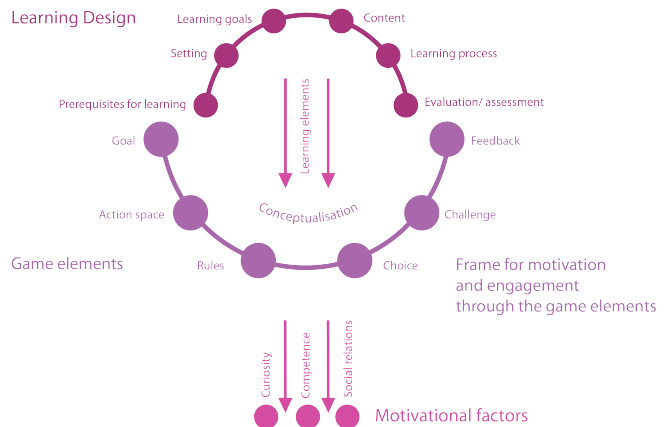 Learning Design
Learning goals
Content
Setting
Learning process
Prerequisites for learning
Evaluation/ assessment
Learning elements
Goal
Feedback
Action space
Conceptualisation
Challenge
Game elements
Rules
Choice
Frame for motivation
and engagement
through the game elements
Curiosity
Competence
Social relations
Motivational factors